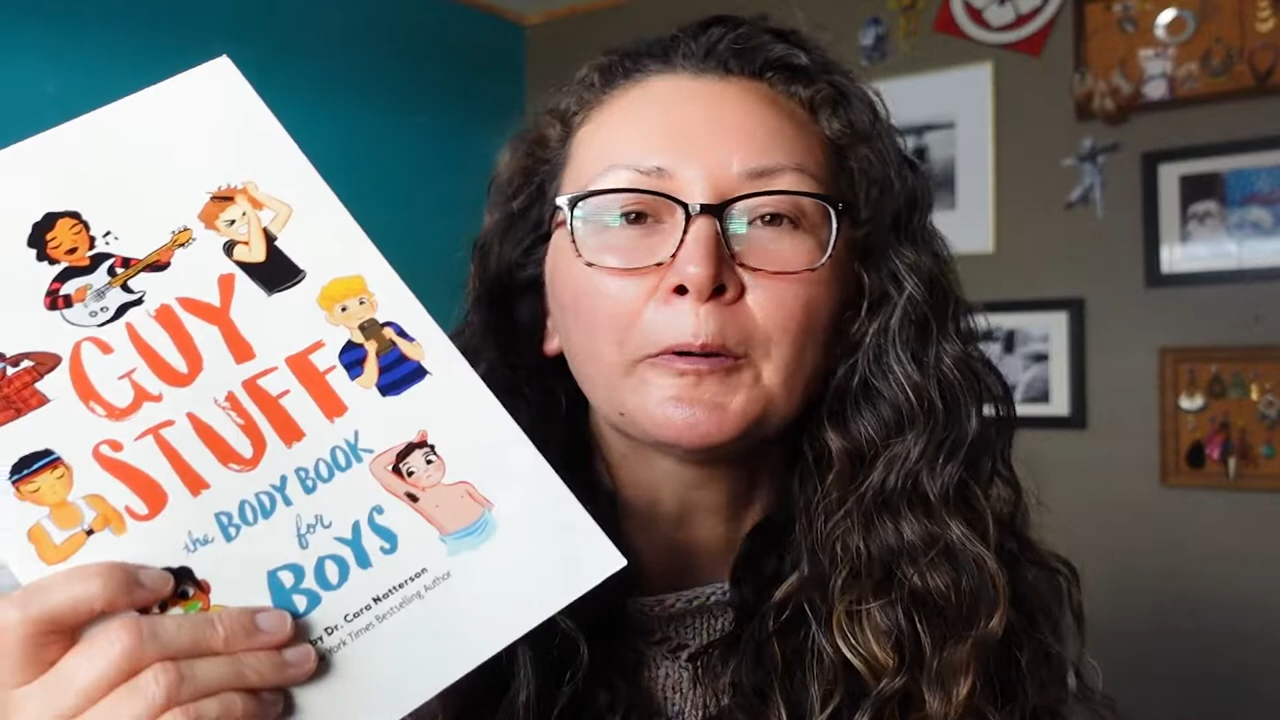 GUY
STUFF
the BODY BOOK
for
BOYS
by Dr. Cara Natterson
York Times Bestselling Author